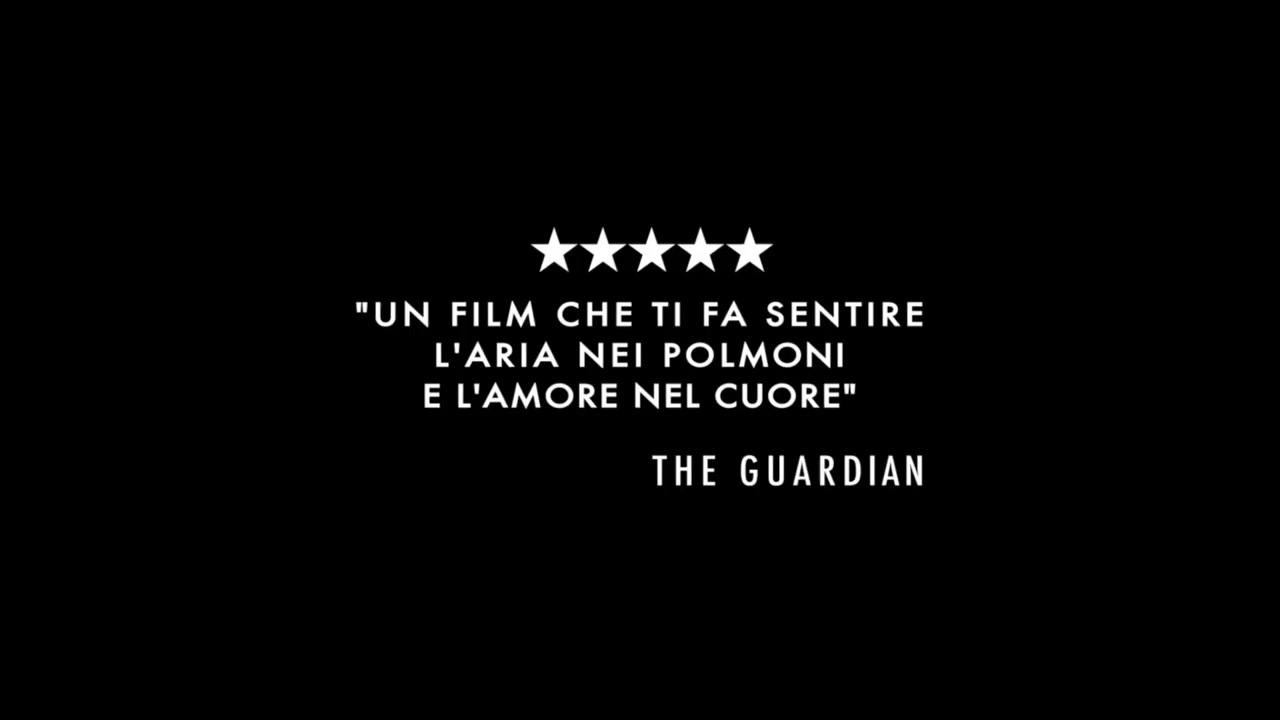 "UN FILM CHE TI FA SENTIRE
L'ARIA NEI POLMONI
E L'AMORE NEL CUORE"
THE GUARDIAN